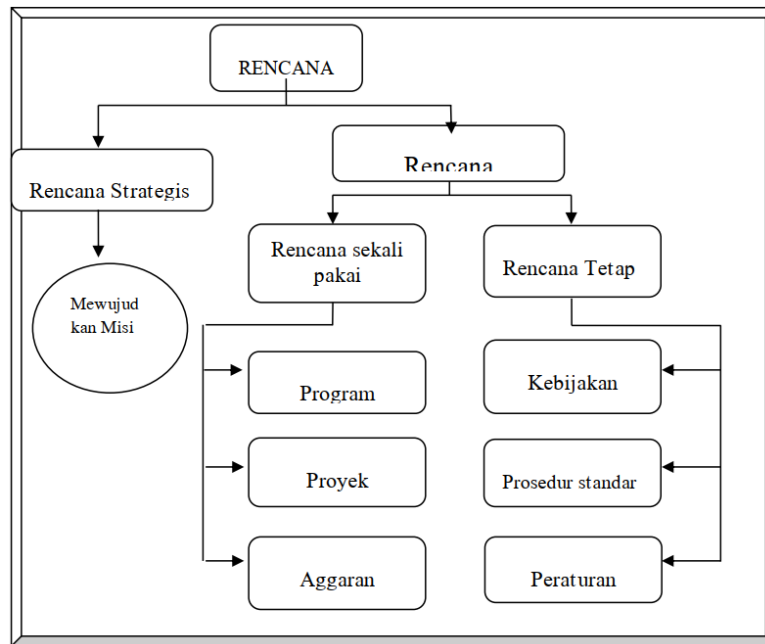 RENCANA
Rencana
Rencana Strategis
Rencana sekali
pakai
Rencana Tetap
Mewujud
kan Misi
Program
Kebijakan
Proyek
Prosedur standar
Aggaran
Peraturan